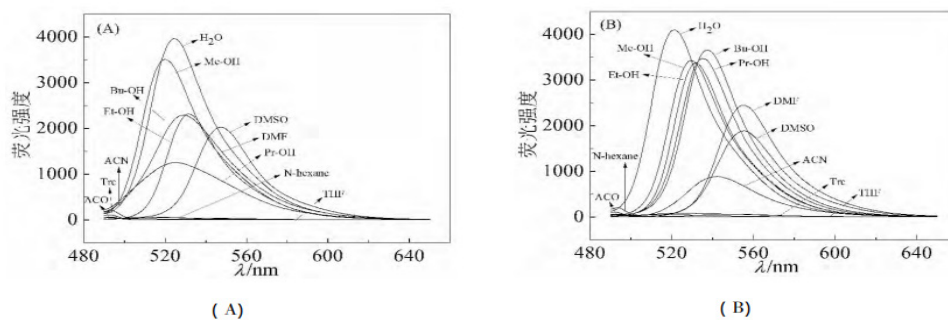 (A)
H₂O
Me-OH
Bu-OH
Et-OH
DMSO
DMF
Pr-OH
ACN
N-hexane
Trc
THF
ACO
荧光强度
4000
3000
2000
1000
0
480
520
560
600
640
λ/nm
(A)
(B)
H₂O
Bu-OH
Me-OH
Pr-OH
Et-OH
DMF
DMSO
N-hexane
ACN
Trc
THF
ACO
荧光强度
4000
3000
2000
1000
0
480
520
560
600
640
λ/nm
(B)